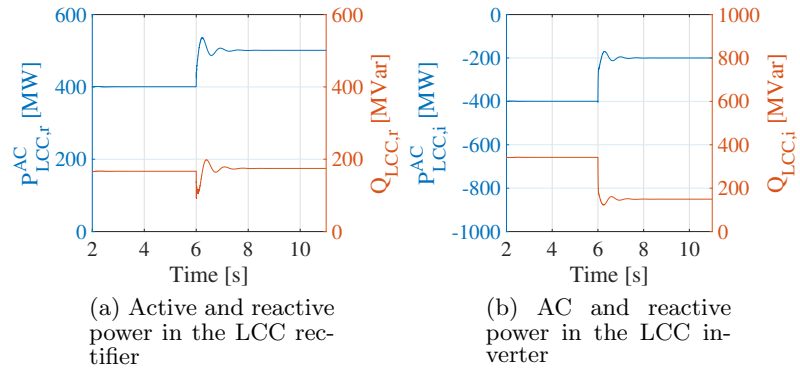 600
400
200
0
P^AC_LCC,r [MW]
600
400
200
0
Q_LCC,r [MVar]
2 4 6 8 10
Time [s]
(a) Active and reactive
power in the LCC rec-
tifier
0
-200
-400
-600
-800
-1000
P^AC_LCC,i [MW]
1000
800
600
400
200
0
Q_LCC,i [MVar]
2 4 6 8 10
Time [s]
(b) AC and reactive
power in the LCC in-
verter